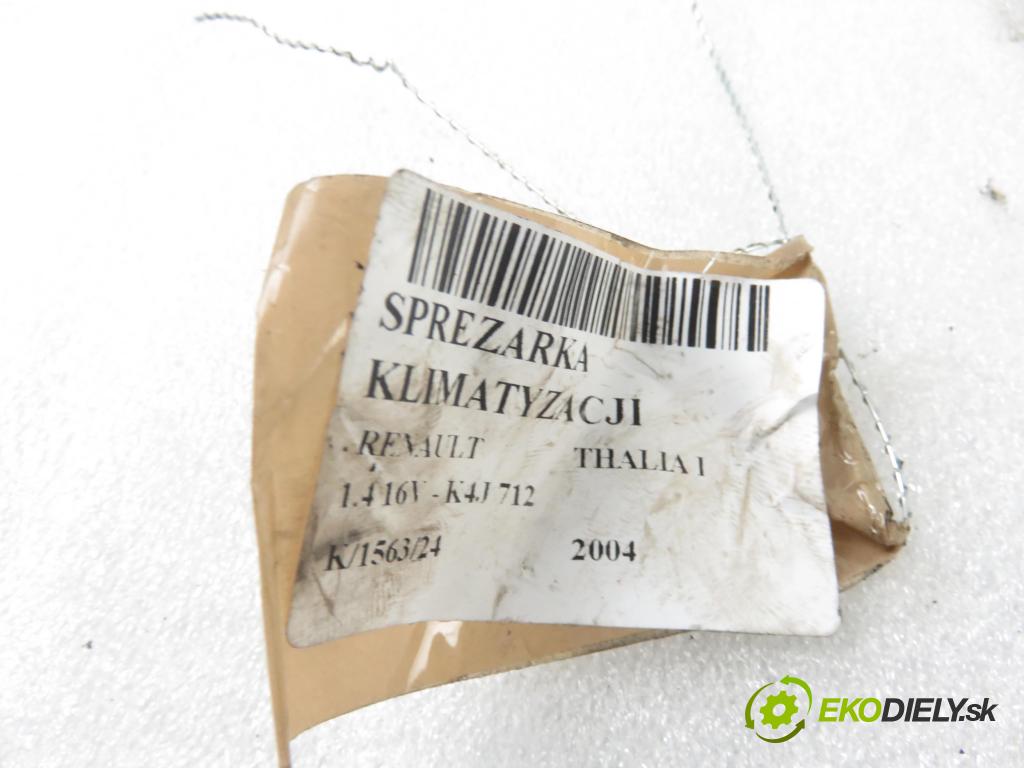 SPREZARKA
KLIMATYZACJI
RENAULT THALIA I
1.4 16V - K4J 712
K/1563/24 2004
EKODIELY.sk